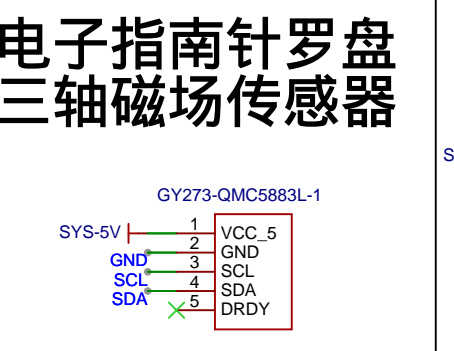 电子指南针罗盘
三轴磁场传感器
S
GY273-QMC5883L-1
SYS-5V 1 VCC_5
GND 2 GND
SCL 3 SCL
SDA 4 SDA
5 DRDY